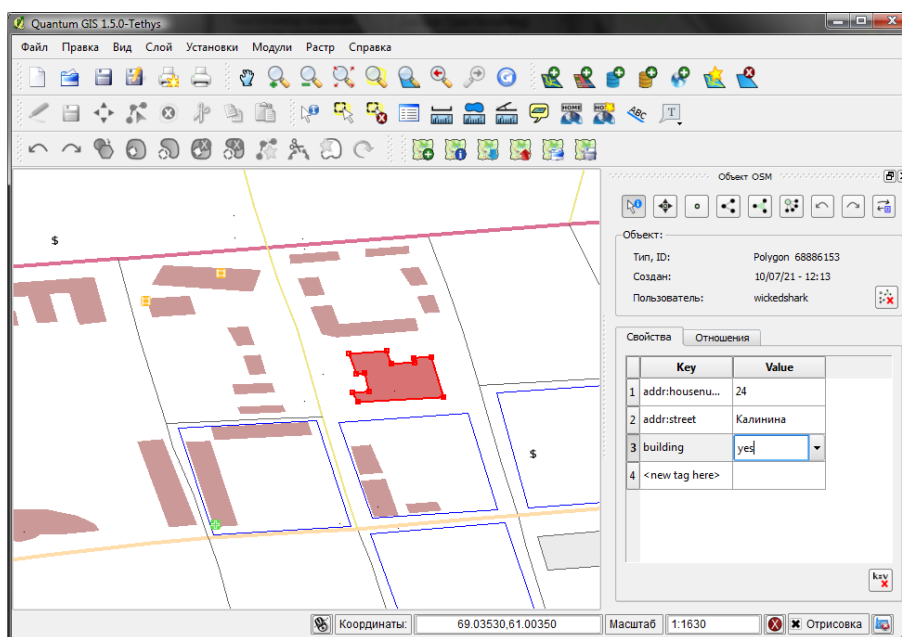 Quantum GIS 1.5.0-Tethys
Файл Правка Вид Слой Установки Модули Растр Справка
ABC
T
Объект OSM
Объект:
Тип, ID: Polygon 68886153
Создан: 10/07/21 - 12:13
Пользователь: wickedshark
Свойства Отношения
Key Value
1 addr:housenu... 24
2 addr:street Калинина
3 building yes
4 <new tag here>
$
$
k=v
Координаты: 69.03530,61.00350 Масштаб 1:1630 Отрисовка